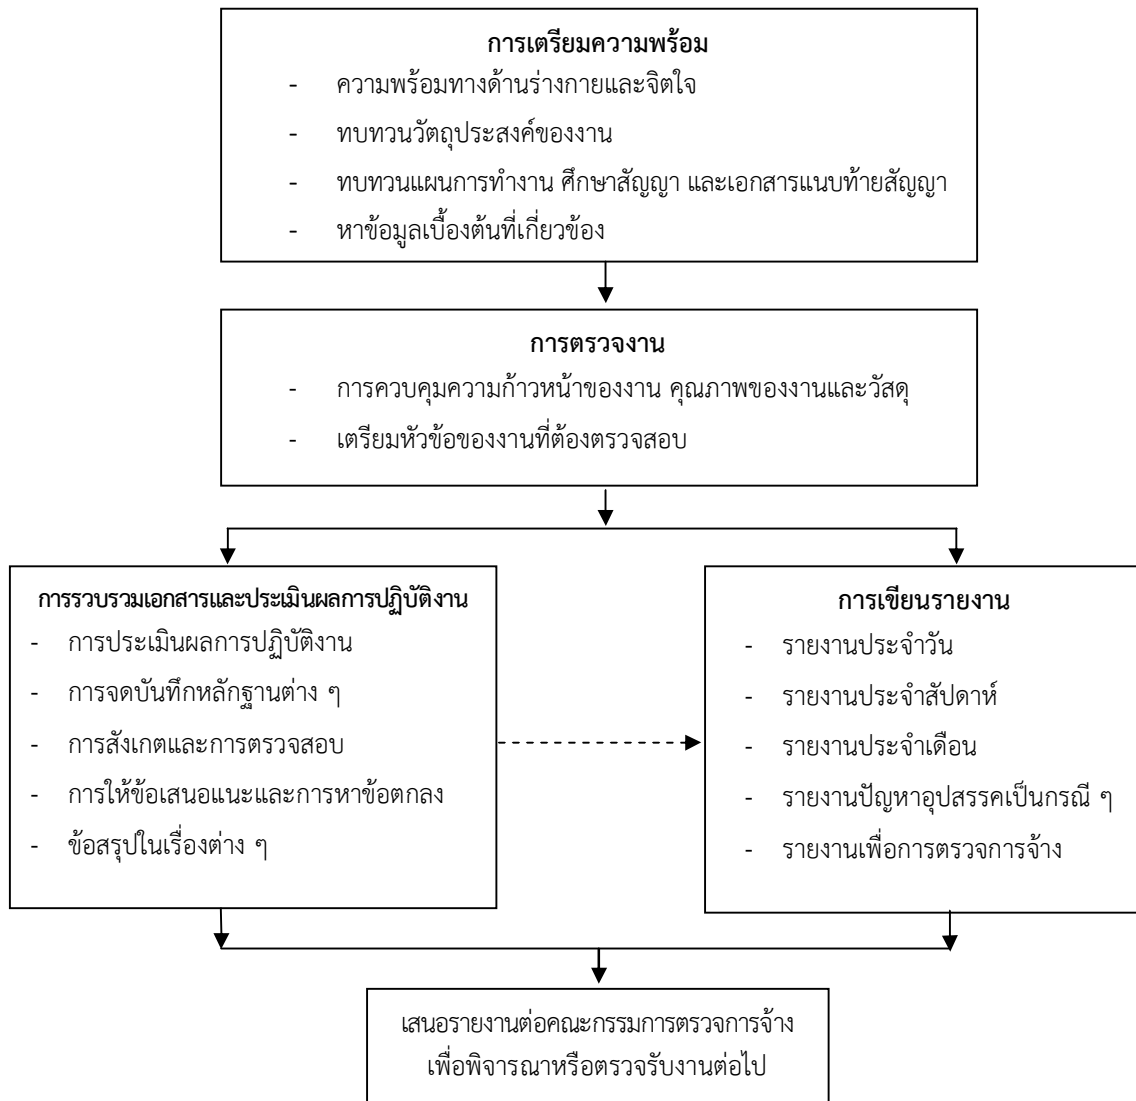 การเตรียมความพร้อม
- ความพร้อมทางด้านร่างกายและจิตใจ
- ทบทวนวัตถุประสงค์ของงาน
- ทบทวนแผนการทำงาน ศึกษาสัญญา และเอกสารแนบท้ายสัญญา
- หาข้อมูลเบื้องต้นที่เกี่ยวข้อง
การตรวจงาน
- การควบคุมความก้าวหน้าของงาน คุณภาพของงานและวัสดุ
- เตรียมหัวข้อของงานที่ต้องตรวจสอบ
การรวบรวมเอกสารและประเมินผลการปฏิบัติงาน
- การประเมินผลการปฏิบัติงาน
- การจดบันทึกหลักฐานต่าง ๆ
- การสังเกตและการตรวจสอบ
- การให้ข้อเสนอแนะและการหาข้อตกลง
- ข้อสรุปในเรื่องต่าง ๆ
การเขียนรายงาน
- รายงานประจำวัน
- รายงานประจำสัปดาห์
- รายงานประจำเดือน
- รายงานปัญหาอุปสรรคเป็นกรณี ๆ
- รายงานเพื่อการตรวจการจ้าง
เสนอรายงานต่อคณะกรรมการตรวจการจ้าง
เพื่อพิจารณาหรือตรวจรับงานต่อไป